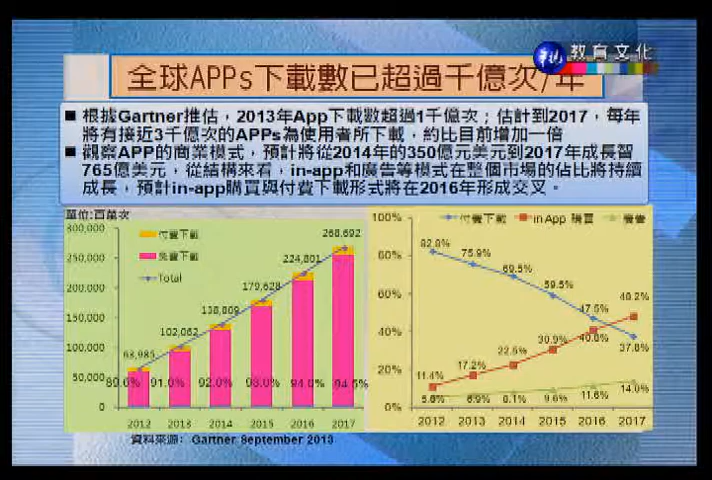 教育文化
全球APPs下載數已超過千億次/年
■ 根據Gartner推估，2013年App下載數超過1千億次；估計到2017，每年
將有接近3千億次的APPs為使用者所下載，約比目前增加一倍
■ 觀察APP的商業模式，預計將從2014年的350億元美元到2017年成長智
765億美元，從結構來看，in-app和廣告等模式在整個市場的佔比將持續
成長，預計in-app購買與付費下載形式將在2016年形成交叉。
單位:百萬次
300,000
250,000
200,000
150,000
100,000
50,000
0
付費下載
免費下載
Total
63,985
102,062
138,809
179,628
224,801
268,692
89.6% 91.0% 92.0% 93.0% 94.0% 94.5%
2012 2013 2014 2015 2016 2017
資料來源: Gartner September 2013
付費下載 inApp 購買 廣告
100%
80%
60%
40%
20%
0%
82.8% 75.9% 69.5% 59.5% 47.5% 37.8%
11.4% 17.2% 22.5% 30.9% 40.8% 48.2%
5.8% 6.9% 8.1% 9.6% 11.6% 14.0%
2012 2013 2014 2015 2016 2017